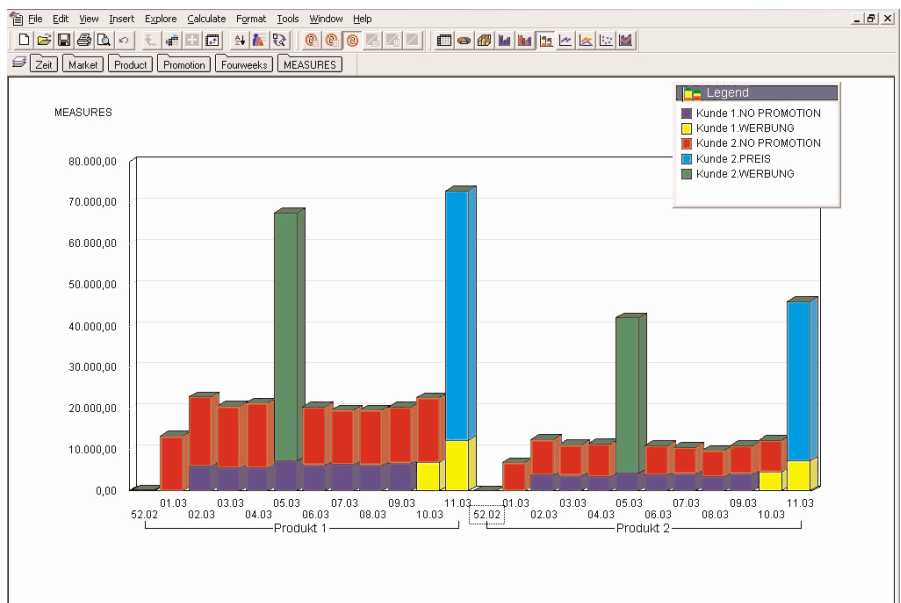 File Edit View Insert Explore Calculate Format Tools Window Help
Zeit Market Product Promotion Fourweeks MEASURES
Legend
Kunde 1.NO PROMOTION
Kunde 1.WERBUNG
Kunde 2.NO PROMOTION
Kunde 2.PREIS
Kunde 2.WERBUNG
MEASURES
80.000,00
70.000,00
60.000,00
50.000,00
40.000,00
30.000,00
20.000,00
10.000,00
0,00
01.03 03.03 05.03 07.03 09.03 11.03 01.03 03.03 05.03 07.03 09.03 11.03
52.02 02.03 04.03 06.03 08.03 10.03 52.02 02.03 04.03 06.03 08.03 10.03
Produkt 1 Produkt 2